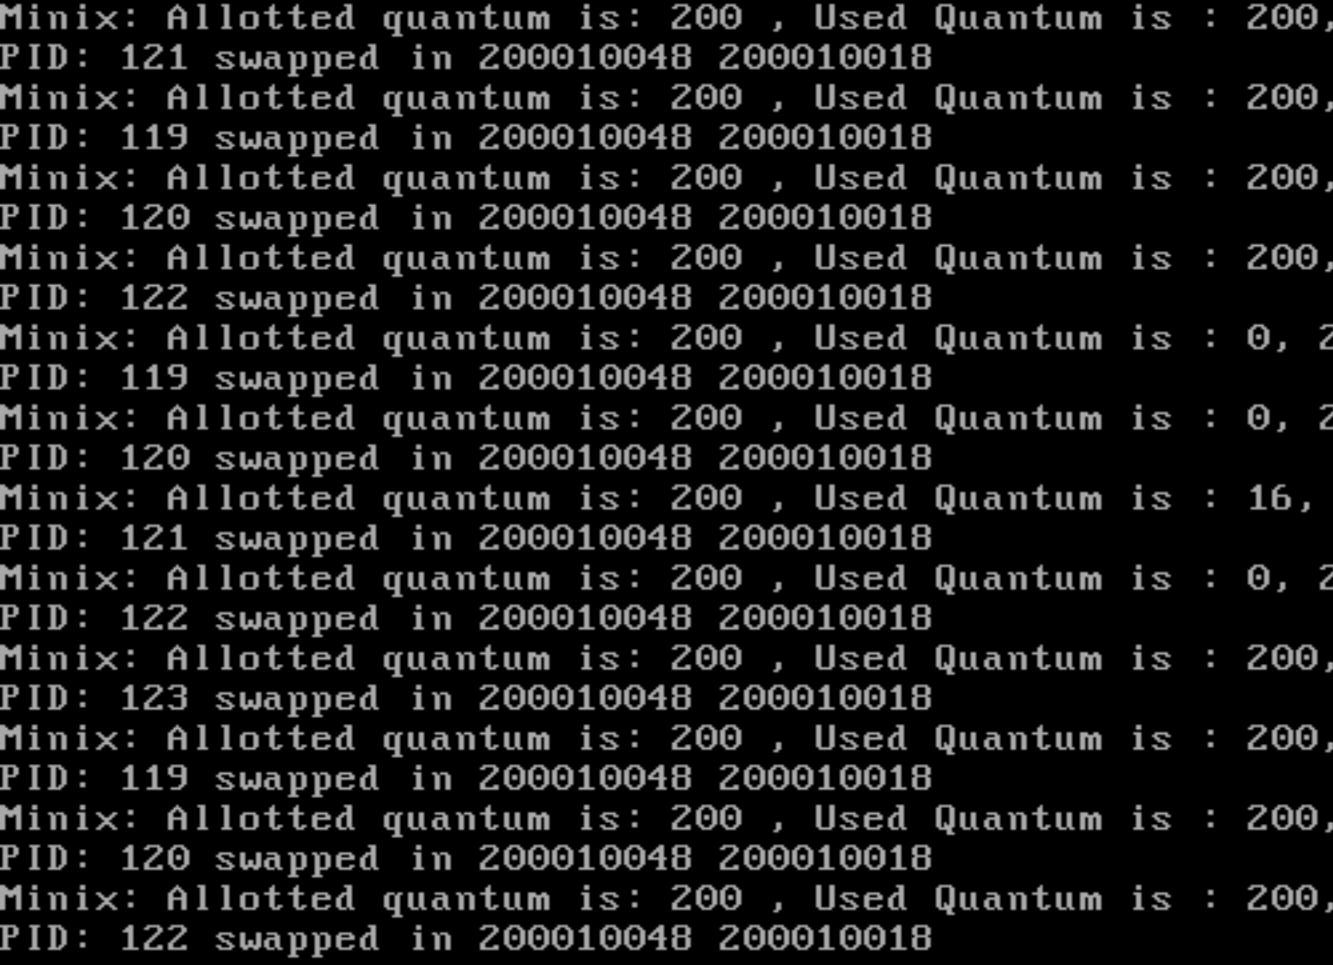 Minix: Allotted quantum is: 200 , Used Quantum is : 200,
PID: 121 swapped in 200010048 200010018
Minix: Allotted quantum is: 200 , Used Quantum is : 200,
PID: 119 swapped in 200010048 200010018
Minix: Allotted quantum is: 200 , Used Quantum is : 200,
PID: 120 swapped in 200010048 200010018
Minix: Allotted quantum is: 200 , Used Quantum is : 200,
PID: 122 swapped in 200010048 200010018
Minix: Allotted quantum is: 200 , Used Quantum is : 0, 2
PID: 119 swapped in 200010048 200010018
Minix: Allotted quantum is: 200 , Used Quantum is : 0, 2
PID: 120 swapped in 200010048 200010018
Minix: Allotted quantum is: 200 , Used Quantum is : 16,
PID: 121 swapped in 200010048 200010018
Minix: Allotted quantum is: 200 , Used Quantum is : 0, 2
PID: 122 swapped in 200010048 200010018
Minix: Allotted quantum is: 200 , Used Quantum is : 200,
PID: 123 swapped in 200010048 200010018
Minix: Allotted quantum is: 200 , Used Quantum is : 200,
PID: 119 swapped in 200010048 200010018
Minix: Allotted quantum is: 200 , Used Quantum is : 200,
PID: 120 swapped in 200010048 200010018
Minix: Allotted quantum is: 200 , Used Quantum is : 200,
PID: 122 swapped in 200010048 200010018